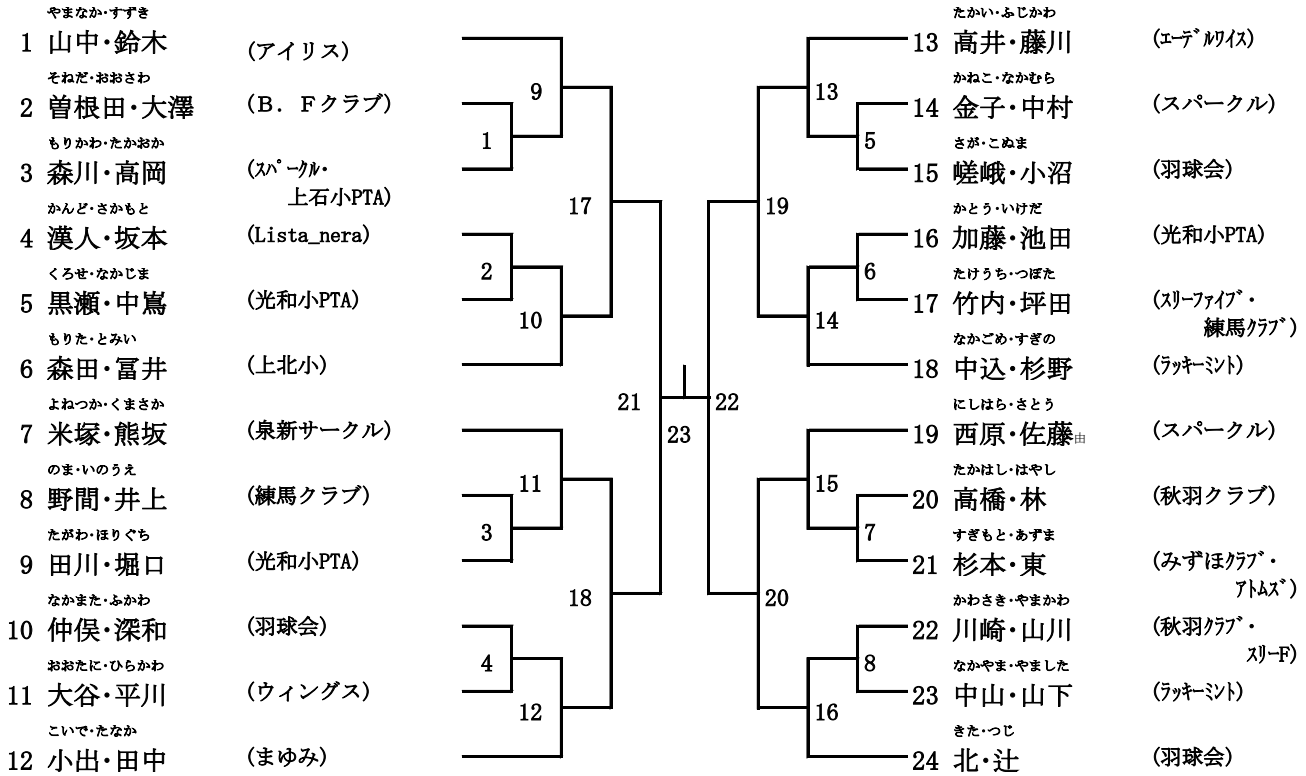 やまなか・すずき
1 山中・鈴木 (アイリス)
そねだ・おおさわ
2 曽根田・大澤 (B．Fクラブ)
もりかわ・たかおか
3 森川・高岡 (ｽﾊﾟｰｸﾙ・
上石小PTA)
かんど・さかもと
4 漢人・坂本 (Lista_nera)
くろせ・なかじま
5 黒瀬・中嶌 (光和小PTA)
もりた・とみい
6 森田・冨井 (上北小)
よねつか・くまさか
7 米塚・熊坂 (泉新サークル)
のま・いのうえ
8 野間・井上 (練馬クラブ)
たがわ・ほりぐち
9 田川・堀口 (光和小PTA)
なかまた・ふかわ
10 仲俣・深和 (羽球会)
おおたに・ひらかわ
11 大谷・平川 (ウィングス)
こいで・たなか
12 小出・田中 (まゆみ)
9
1
17
2
10
21
11
3
18
4
12
23
22
13
5
19
6
14
15
7
20
8
16
たかい・ふじかわ
13 高井・藤川 (ｴｰﾃﾞﾙﾜｲｽ)
かねこ・なかむら
14 金子・中村 (スパークル)
さが・こぬま
15 嵯峨・小沼 (羽球会)
かとう・いけだ
16 加藤・池田 (光和小PTA)
たけうち・つぼた
17 竹内・坪田 (ｽﾘｰﾌｧｲﾌﾞ・
練馬ｸﾗﾌﾞ)
なかごめ・すぎの
18 中込・杉野 (ﾗｯｷｰﾐﾝﾄ)
にしはら・さとう
19 西原・佐藤由 (スパークル)
たかはし・はやし
20 高橋・林 (秋羽クラブ)
すぎもと・あずま
21 杉本・東 (みずほｸﾗﾌﾞ・
ｱﾄﾑｽﾞ)
かわさき・やまかわ
22 川崎・山川 (秋羽ｸﾗﾌﾞ・
ｽﾘｰF)
なかやま・やました
23 中山・山下 (ﾗｯｷｰﾐﾝﾄ)
きた・つじ
24 北・辻 (羽球会)